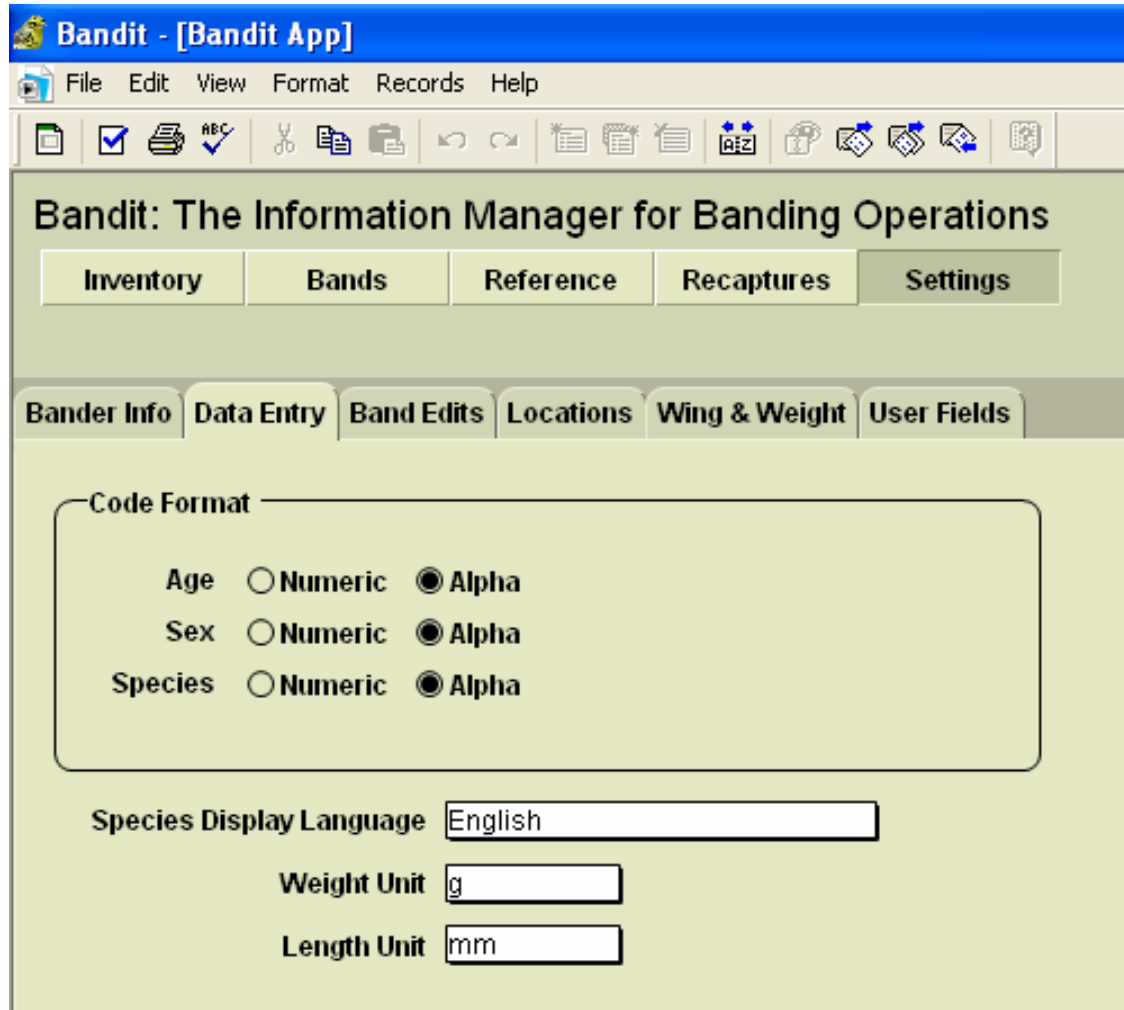 Bandit - [Bandit App]
File Edit View Format Records Help
ABC
A Z
Bandit: The Information Manager for Banding Operations
Inventory Bands Reference Recaptures Settings
Bander Info Data Entry Band Edits Locations Wing & Weight User Fields
Code Format
Age Numeric Alpha
Sex Numeric Alpha
Species Numeric Alpha
Species Display Language English
Weight Unit g
Length Unit mm